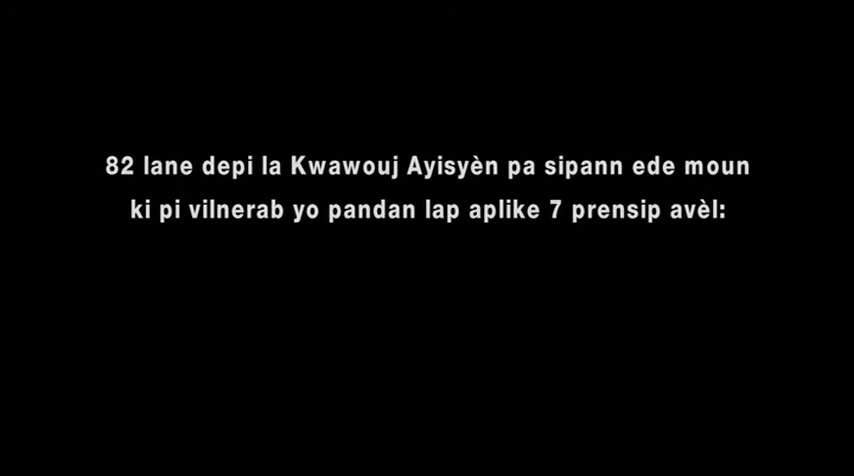 82 lane depi la Kwawouj Ayisyèn pa sipann ede moun
ki pi vilnerab yo pandan lap aplike 7 prensip avèl: